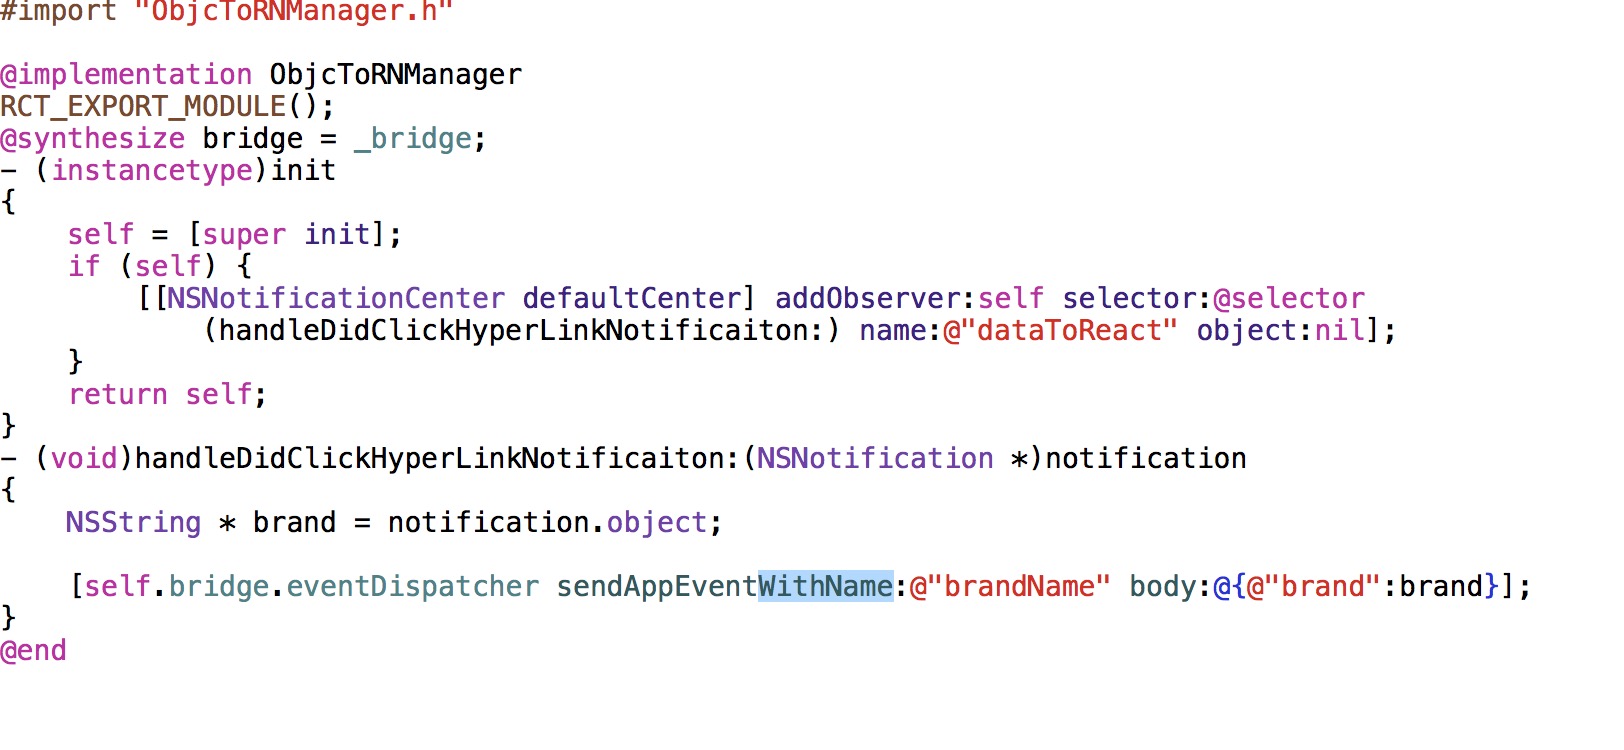 #import "ObjcToRNManager.h"
@implementation ObjcToRNManager
RCT_EXPORT_MODULE();
@synthesize bridge = _bridge;
- (instancetype)init
{
    self = [super init];
    if (self) {
        [[NSNotificationCenter defaultCenter] addObserver:self selector:@selector
            (handleDidClickHyperLinkNotificaiton:) name:@"dataToReact" object:nil];
    }
    return self;
}
- (void)handleDidClickHyperLinkNotificaiton:(NSNotification *)notification
{
    NSString * brand = notification.object;
    [self.bridge.eventDispatcher sendAppEventWithName:@"brandName" body:@{@"brand":brand}];
}
@end